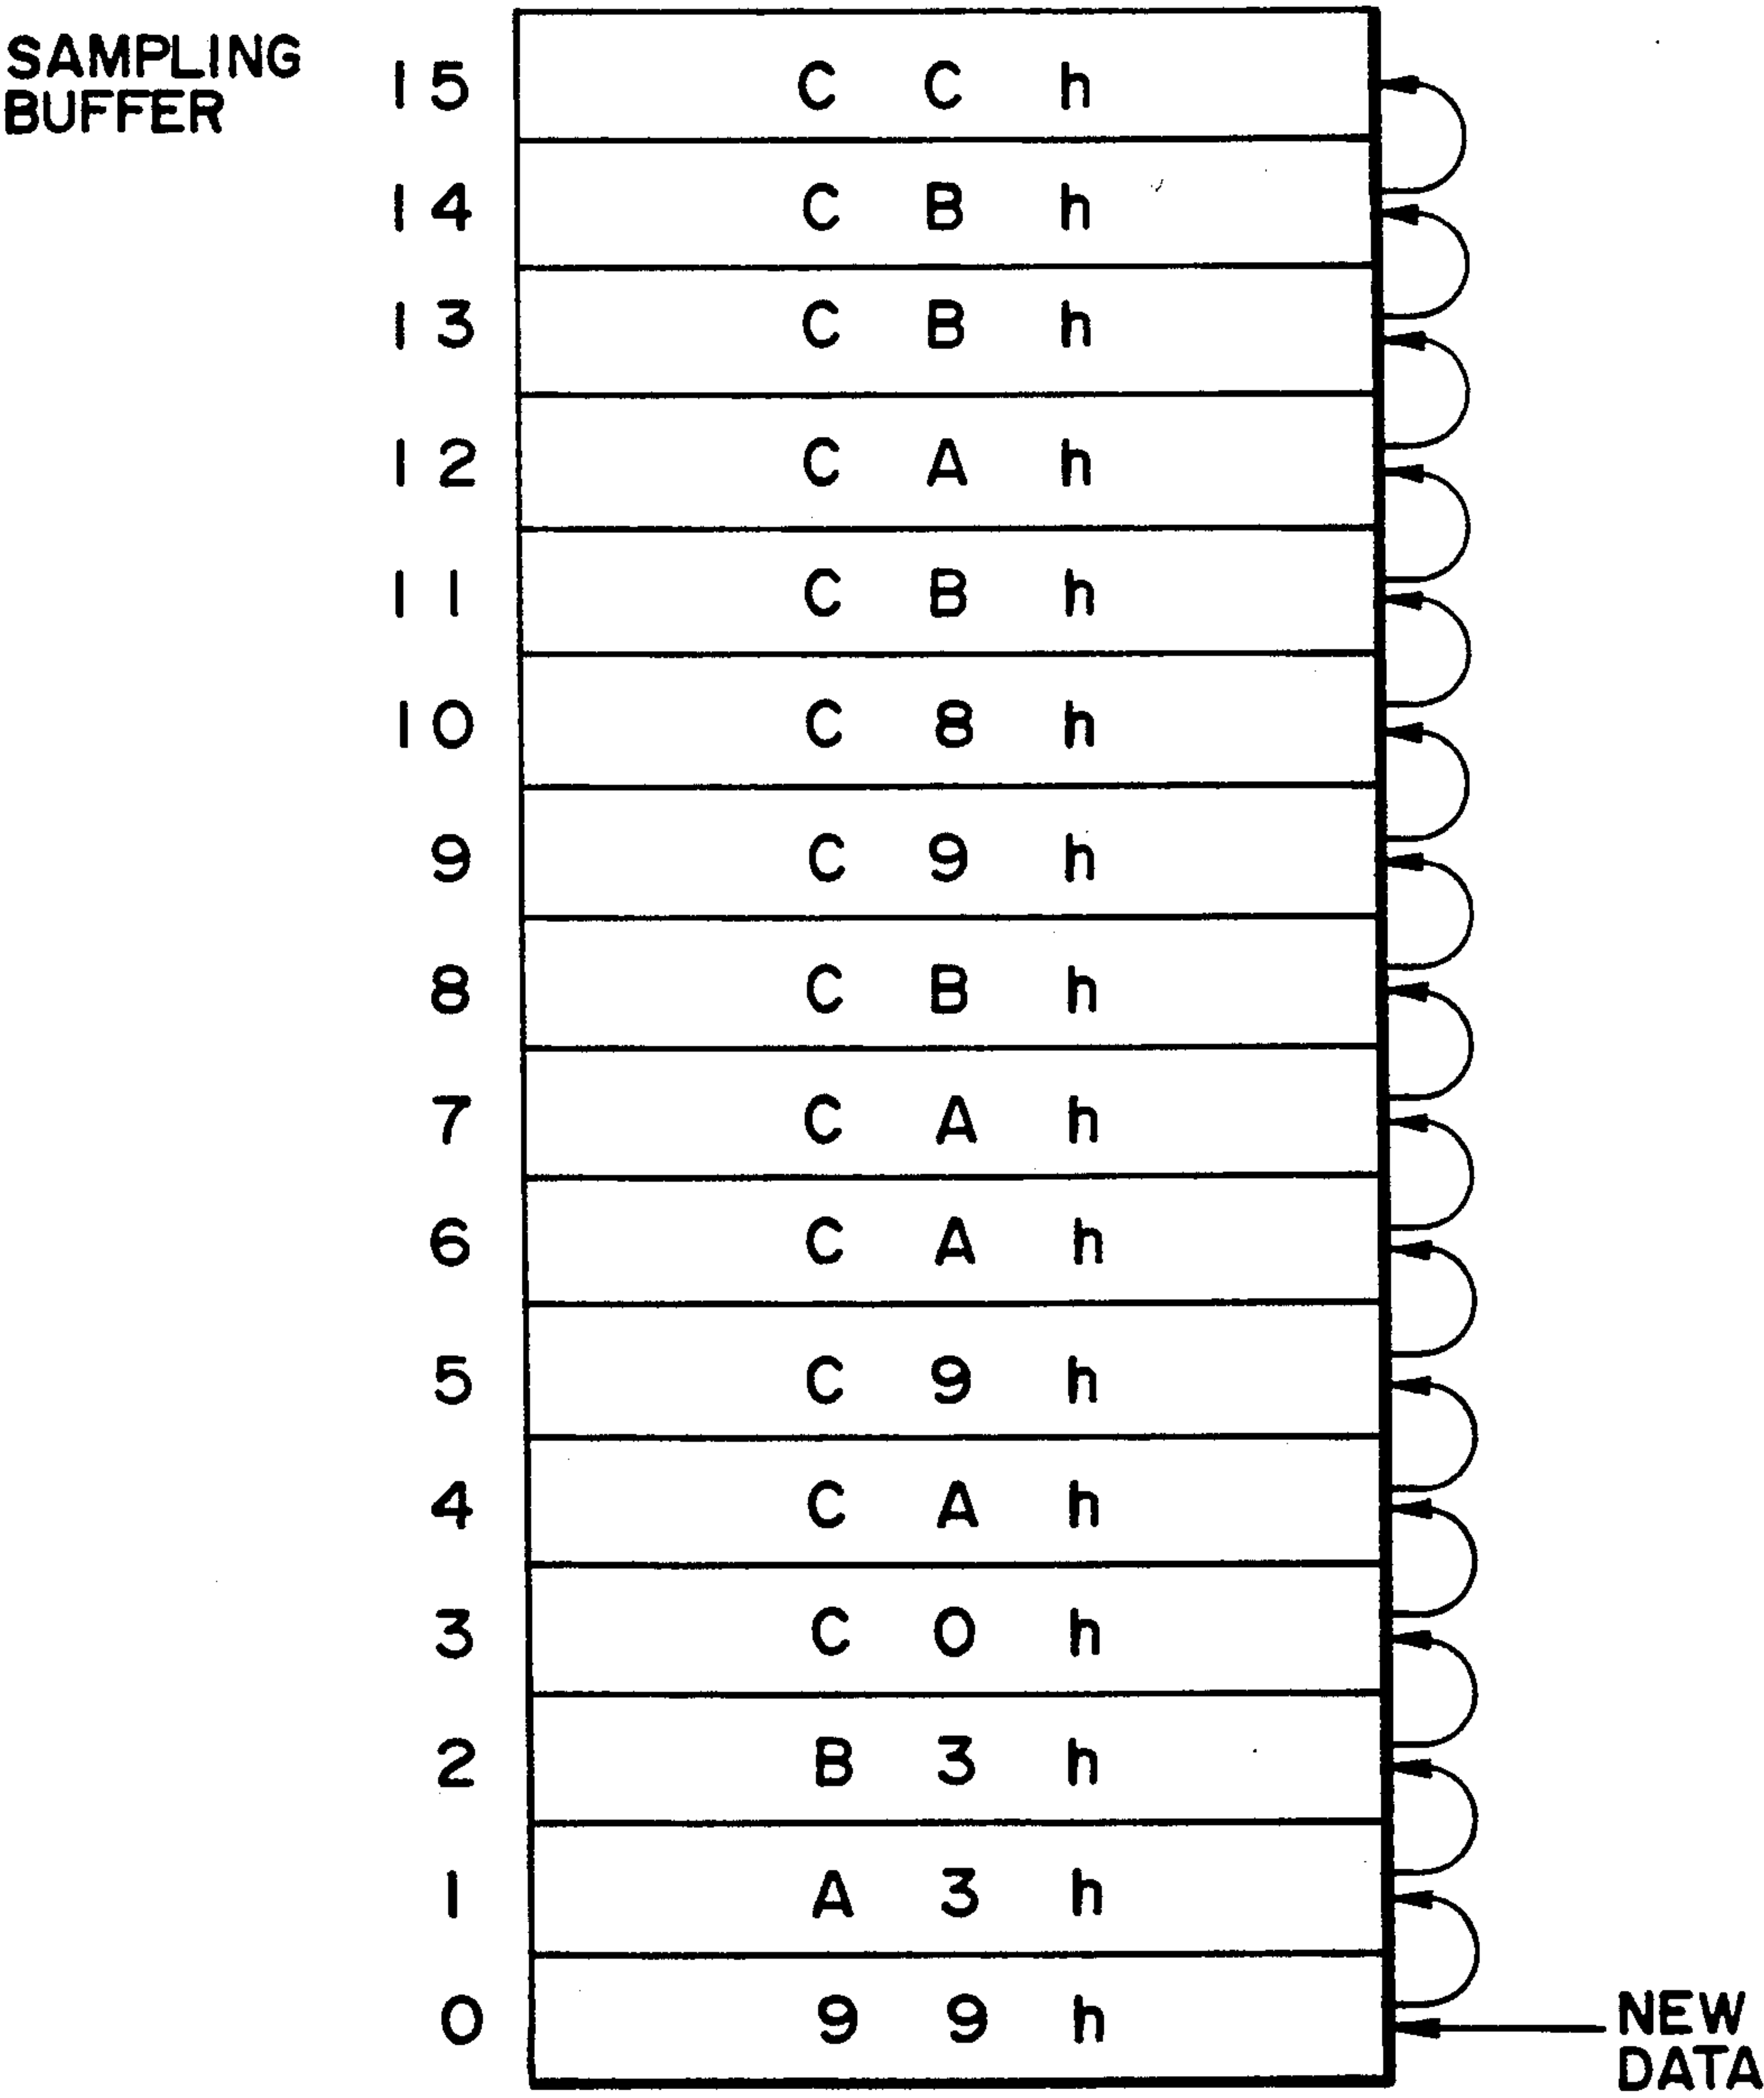 SAMPLING
BUFFER
15 C C h
14 C B h
13 C B h
12 C A h
11 C B h
10 C 8 h
9 C 9 h
8 C B h
7 C A h
6 C A h
5 C 9 h
4 C A h
3 C 0 h
2 B 3 h
1 A 3 h
0 9 9 h
NEW
DATA